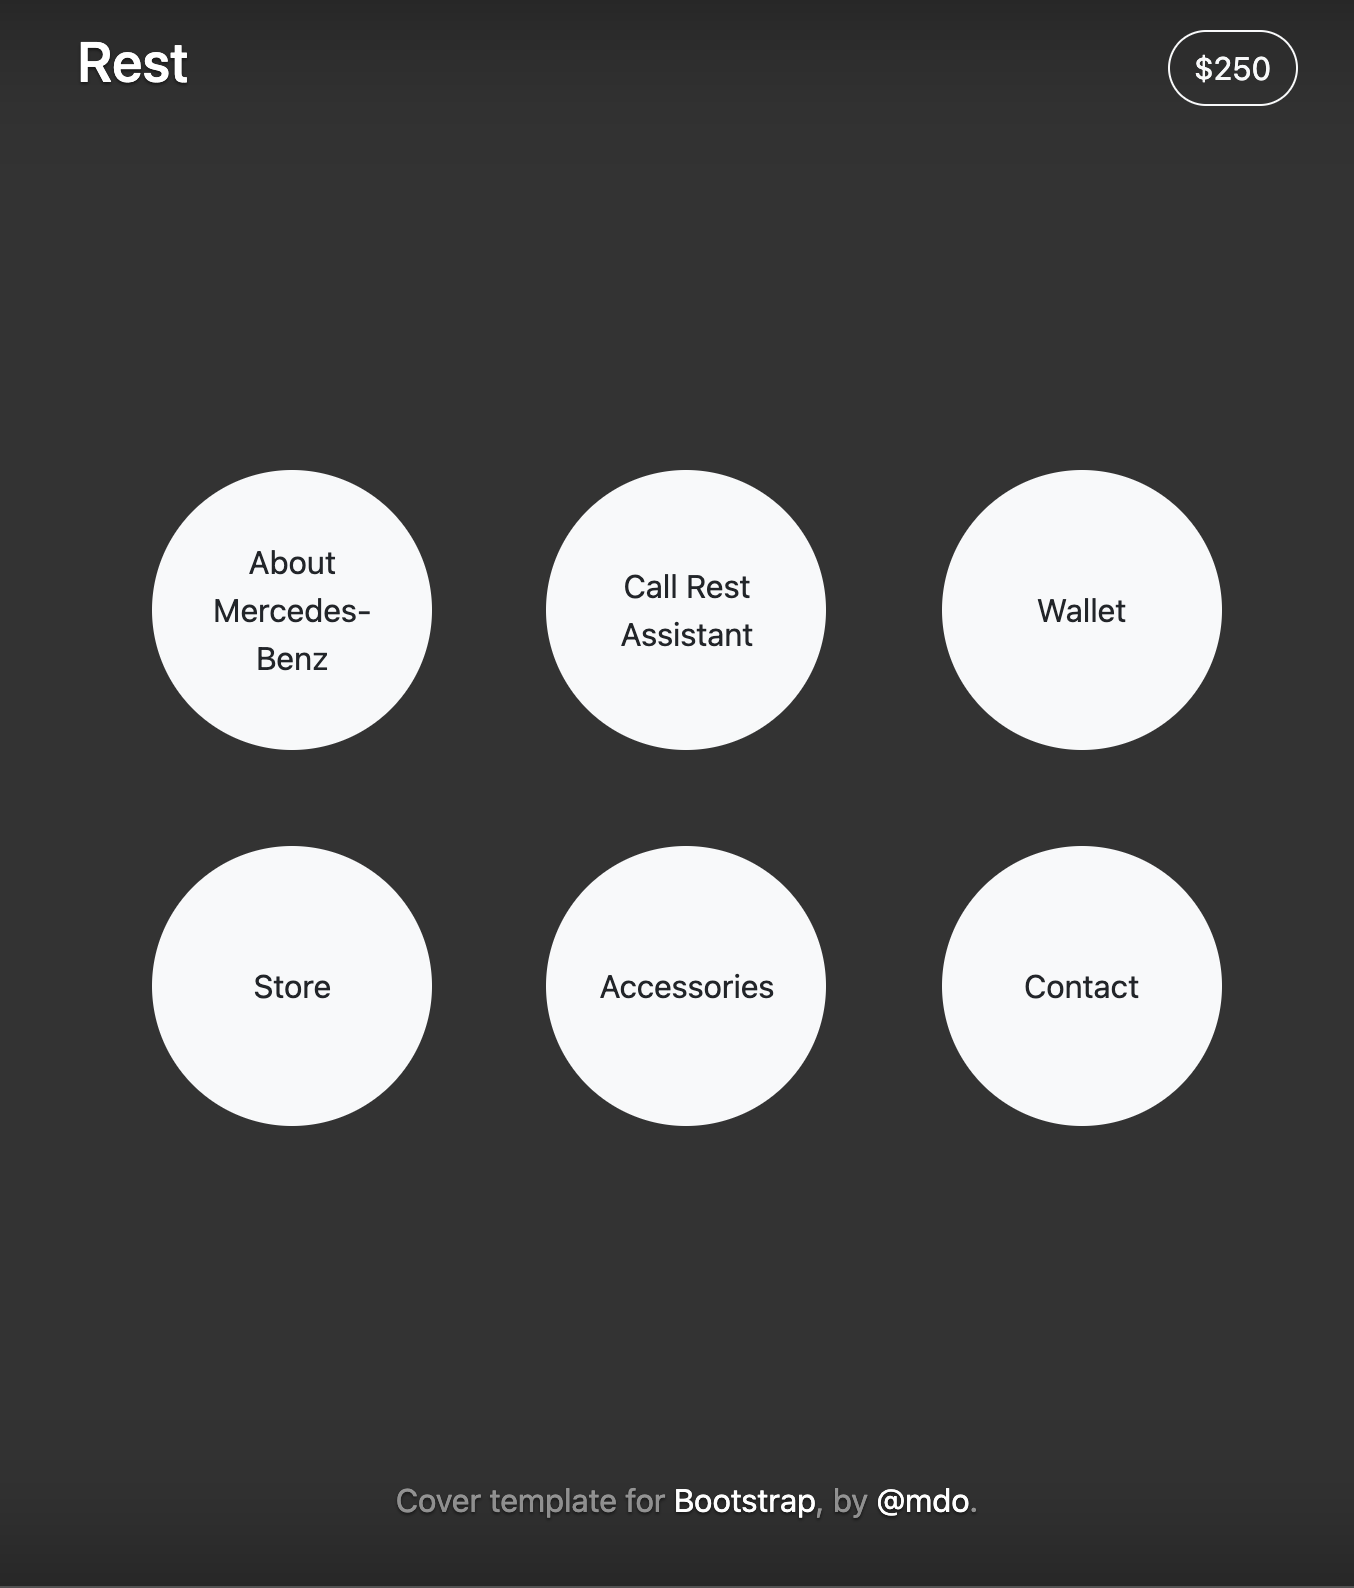 Rest
$250
About
Mercedes-
Benz
Call Rest
Assistant
Wallet
Store
Accessories
Contact
Cover template for Bootstrap, by @mdo.